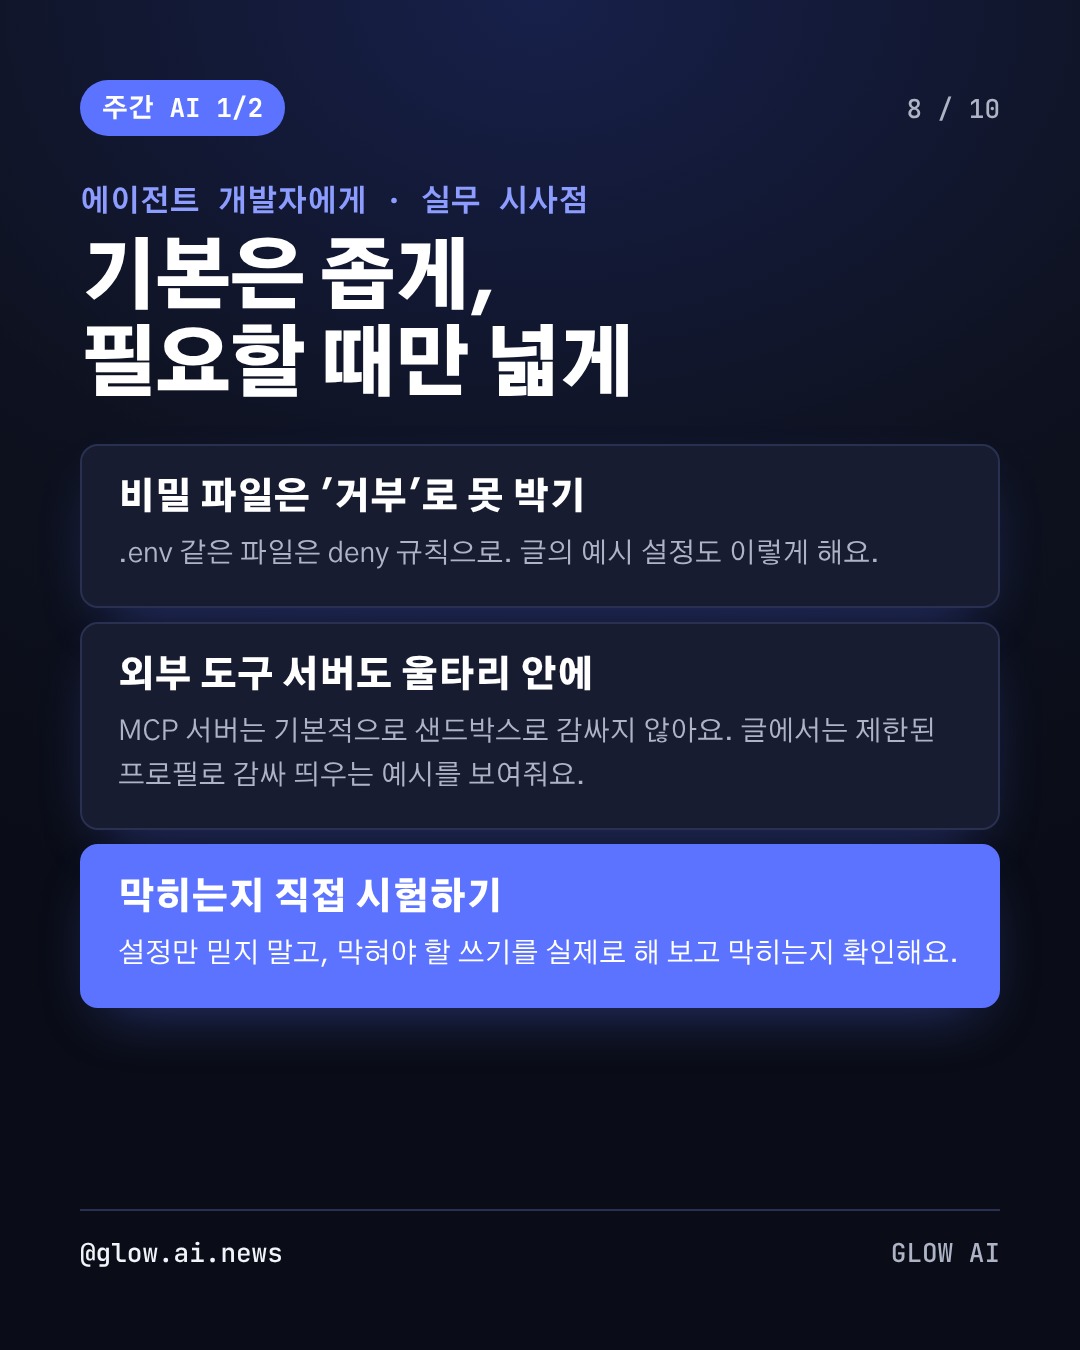 주간 AI 1/2
8 / 10
에이전트 개발자에게 · 실무 시사점
기본은 좁게,
필요할 때만 넓게
비밀 파일은 '거부'로 못 박기
.env 같은 파일은 deny 규칙으로. 글의 예시 설정도 이렇게 해요.
외부 도구 서버도 울타리 안에
MCP 서버는 기본적으로 샌드박스로 감싸지 않아요. 글에서는 제한된
프로필로 감싸 띄우는 예시를 보여줘요.
막히는지 직접 시험하기
설정만 믿지 말고, 막혀야 할 쓰기를 실제로 해 보고 막히는지 확인해요.
@glow.ai.news
GLOW AI